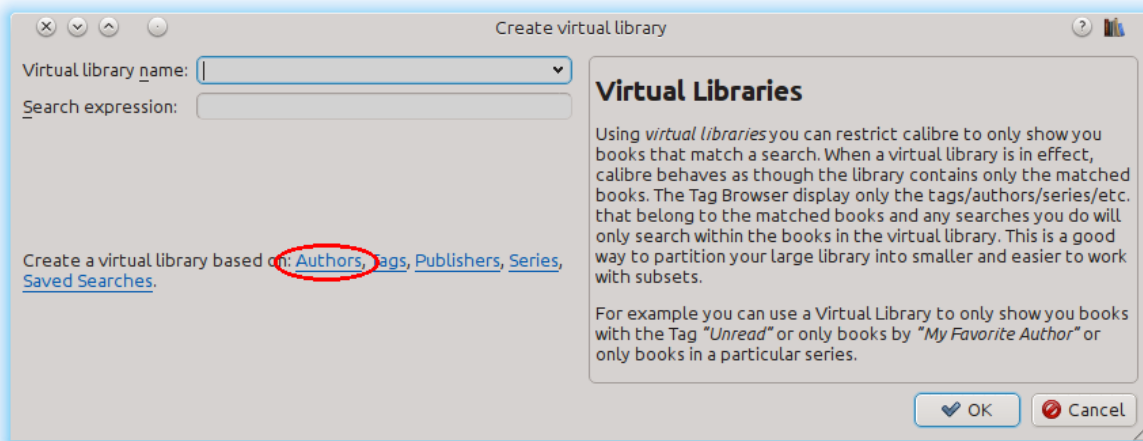 Create virtual library
Virtual library name:
Search expression:
Create a virtual library based on: Authors, Tags, Publishers, Series,
Saved Searches.
Virtual Libraries
Using virtual libraries you can restrict calibre to only show you
books that match a search. When a virtual library is in effect,
calibre behaves as though the library contains only the matched
books. The Tag Browser display only the tags/authors/series/etc.
that belong to the matched books and any searches you do will
only search within the books in the virtual library. This is a good
way to partition your large library into smaller and easier to work
with subsets.
For example you can use a Virtual Library to only show you books
with the Tag “Unread” or only books by “My Favorite Author” or
only books in a particular series.
OK
Cancel